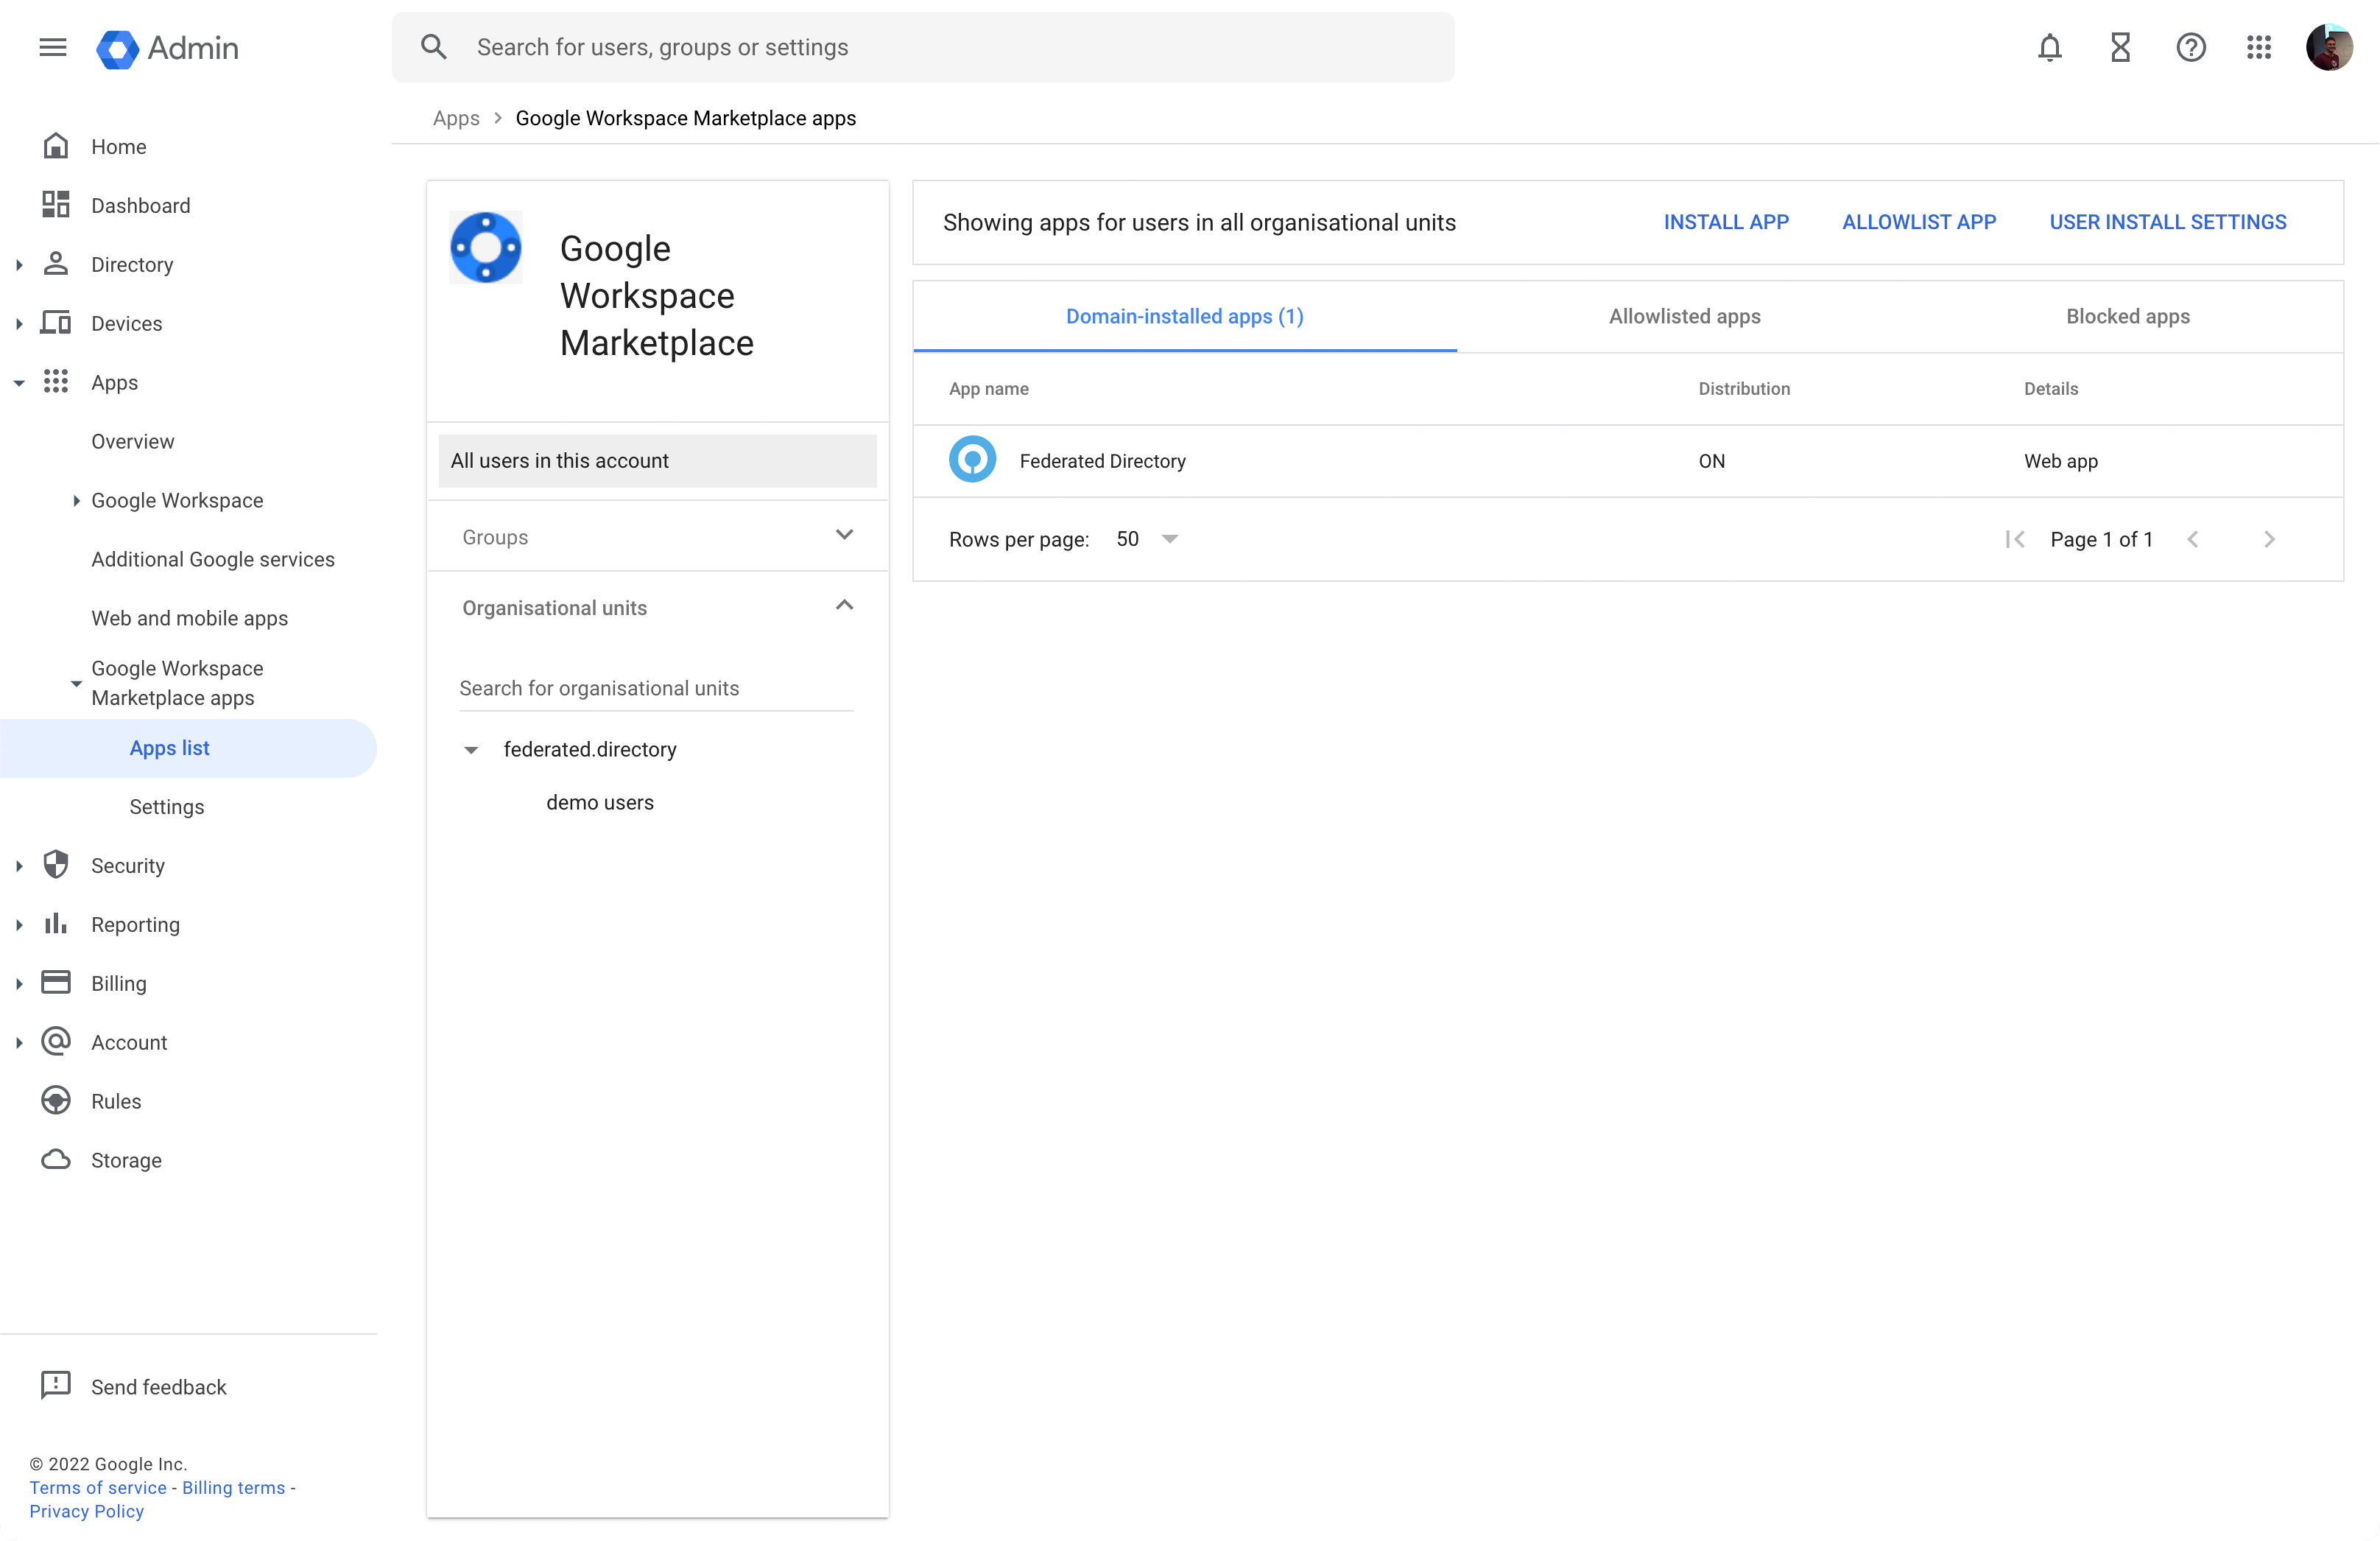 Admin
Search for users, groups or settings
Apps
Google Workspace Marketplace apps
Home
Dashboard
Directory
Devices
Apps
Overview
Google Workspace
Additional Google services
Web and mobile apps
Google Workspace
Marketplace apps
Apps list
Settings
Security
Reporting
Billing
Account
Rules
Storage
Send feedback
© 2022 Google Inc.
Terms of service - Billing terms -
Privacy Policy
Google
Workspace
Marketplace
All users in this account
Groups
Organisational units
Search for organisational units
federated.directory
demo users
Showing apps for users in all organisational units
INSTALL APP
ALLOWLIST APP
USER INSTALL SETTINGS
Domain-installed apps (1)
Allowlisted apps
Blocked apps
App name
Distribution
Details
Federated Directory
ON
Web app
Rows per page: 50
Page 1 of 1